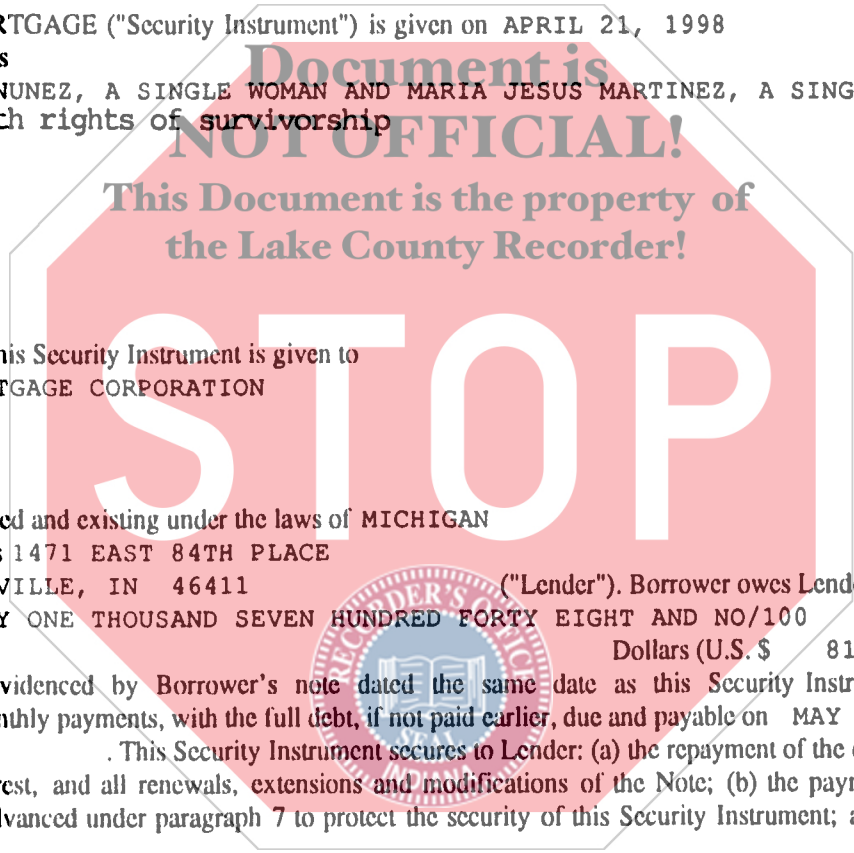 RTGAGE ("Security Instrument") is given on APRIL 21, 1998
s
NUNEZ, A SINGLE WOMAN AND MARIA JESUS MARTINEZ, A SING
th rights of survivorship
Document is
NOT OFFICIAL!
This Document is the property of
the Lake County Recorder!
his Security Instrument is given to
TGAGE CORPORATION
STOP
ed and existing under the laws of MICHIGAN
s 1471 EAST 84TH PLACE
VILLE, IN 46411 ("Lender"). Borrower owes Lende
Y ONE THOUSAND SEVEN HUNDRED FORTY EIGHT AND NO/100
Dollars (U.S. $ 81
videnced by Borrower's note dated the same date as this Security Instr
nthly payments, with the full debt, if not paid earlier, due and payable on MAY
. This Security Instrument secures to Lender: (a) the repayment of the
rest, and all renewals, extensions and modifications of the Note; (b) the payr
dvanced under paragraph 7 to protect the security of this Security Instrument; a
RECORDER'S OFFICE
SEAL
INDIANA